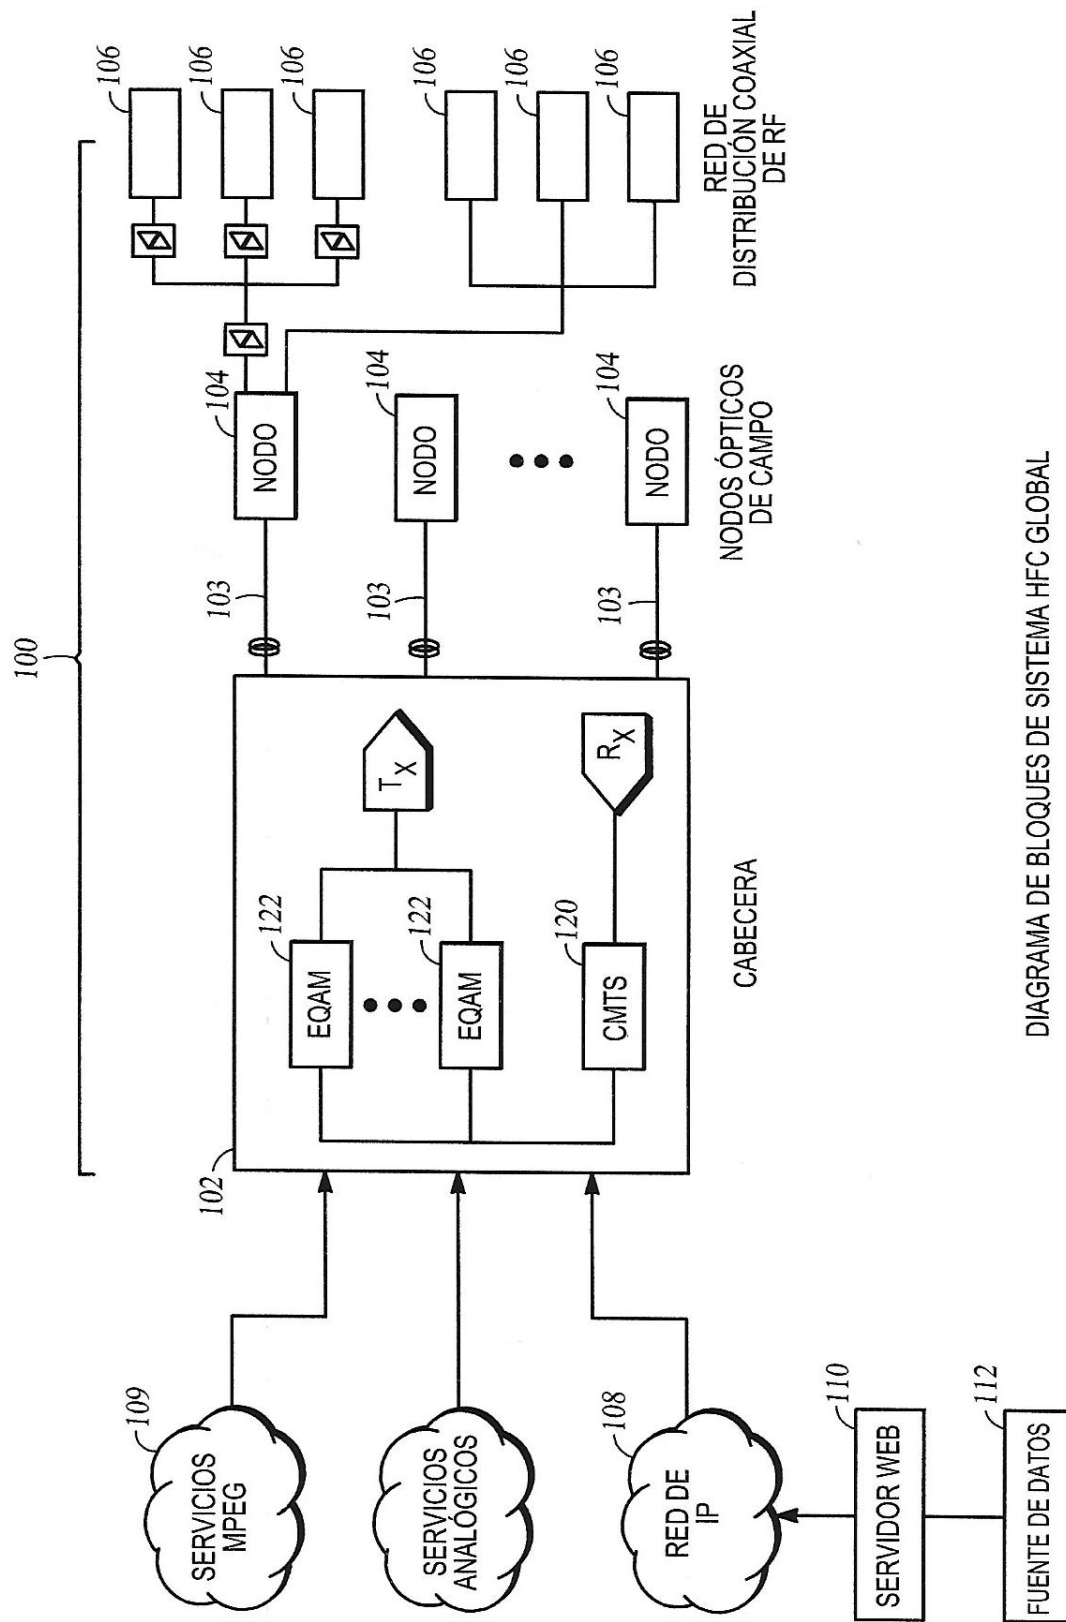 100
106
106
106
106
106
106
RED DE
DISTRIBUCIÓN COAXIAL
DE RF
104
NODO
104
NODO
104
NODO
NODOS ÓPTICOS
DE CAMPO
103
103
103
102
122
EQAM
122
EQAM
120
CMTS
TX
RX
CABECERA
109
SERVICIOS
MPEG
SERVICIOS
ANALÓGICOS
108
RED DE
IP
110
SERVIDOR WEB
112
FUENTE DE DATOS
DIAGRAMA DE BLOQUES DE SISTEMA HFC GLOBAL